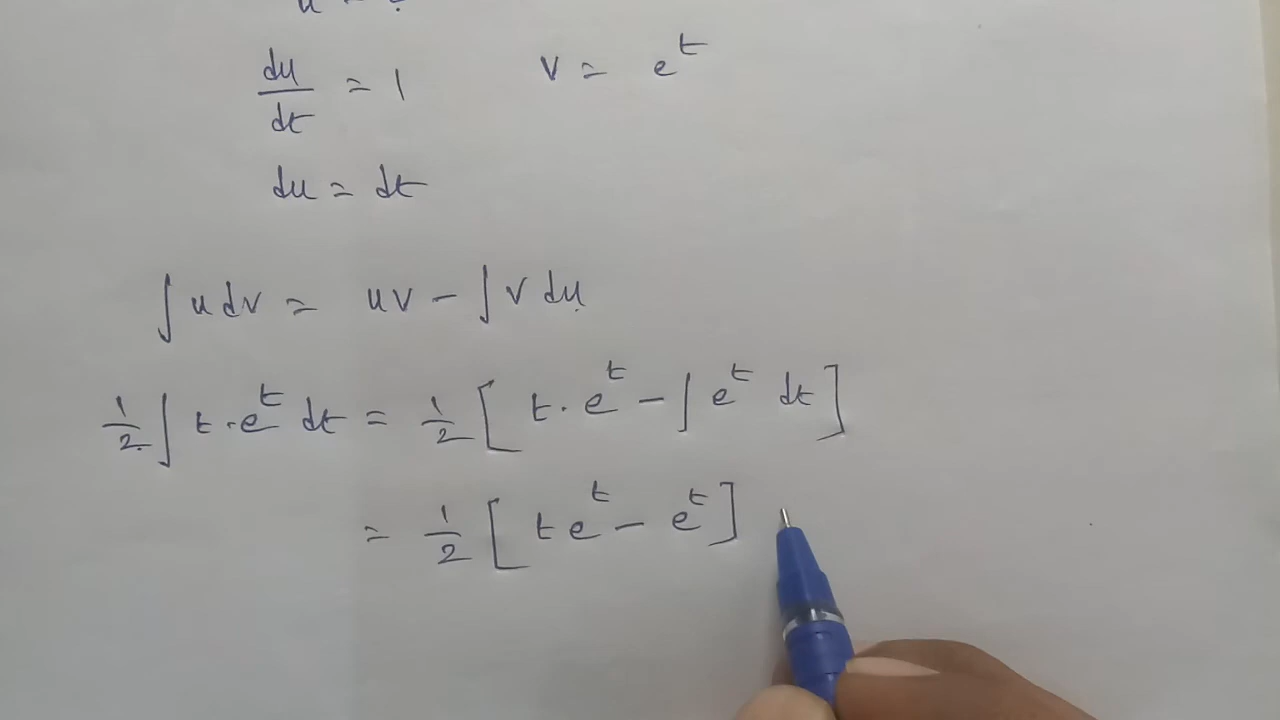 du/dt = 1 v = e^t
du = dt
∫ u dv = uv - ∫ v du
1/2 ∫ t · e^t dt = 1/2 [ t · e^t - ∫ e^t dt ]
= 1/2 [ t e^t - e^t ]